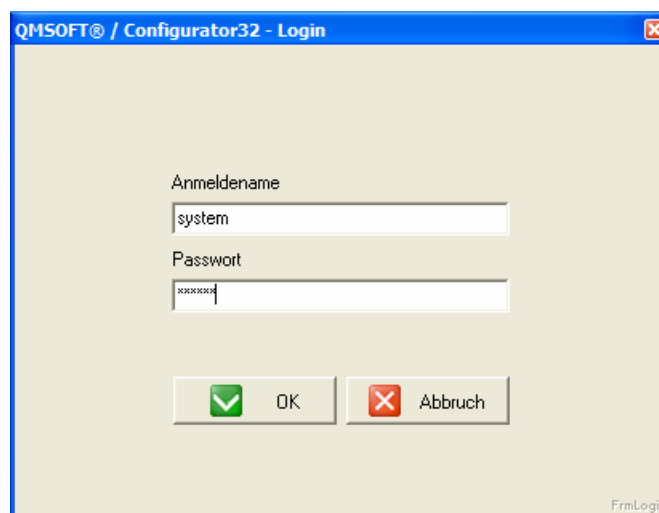 QMSOFT® / Configurator32 - Login
Anmeldename
system
Passwort
******
OK
Abbruch
FrmLogi